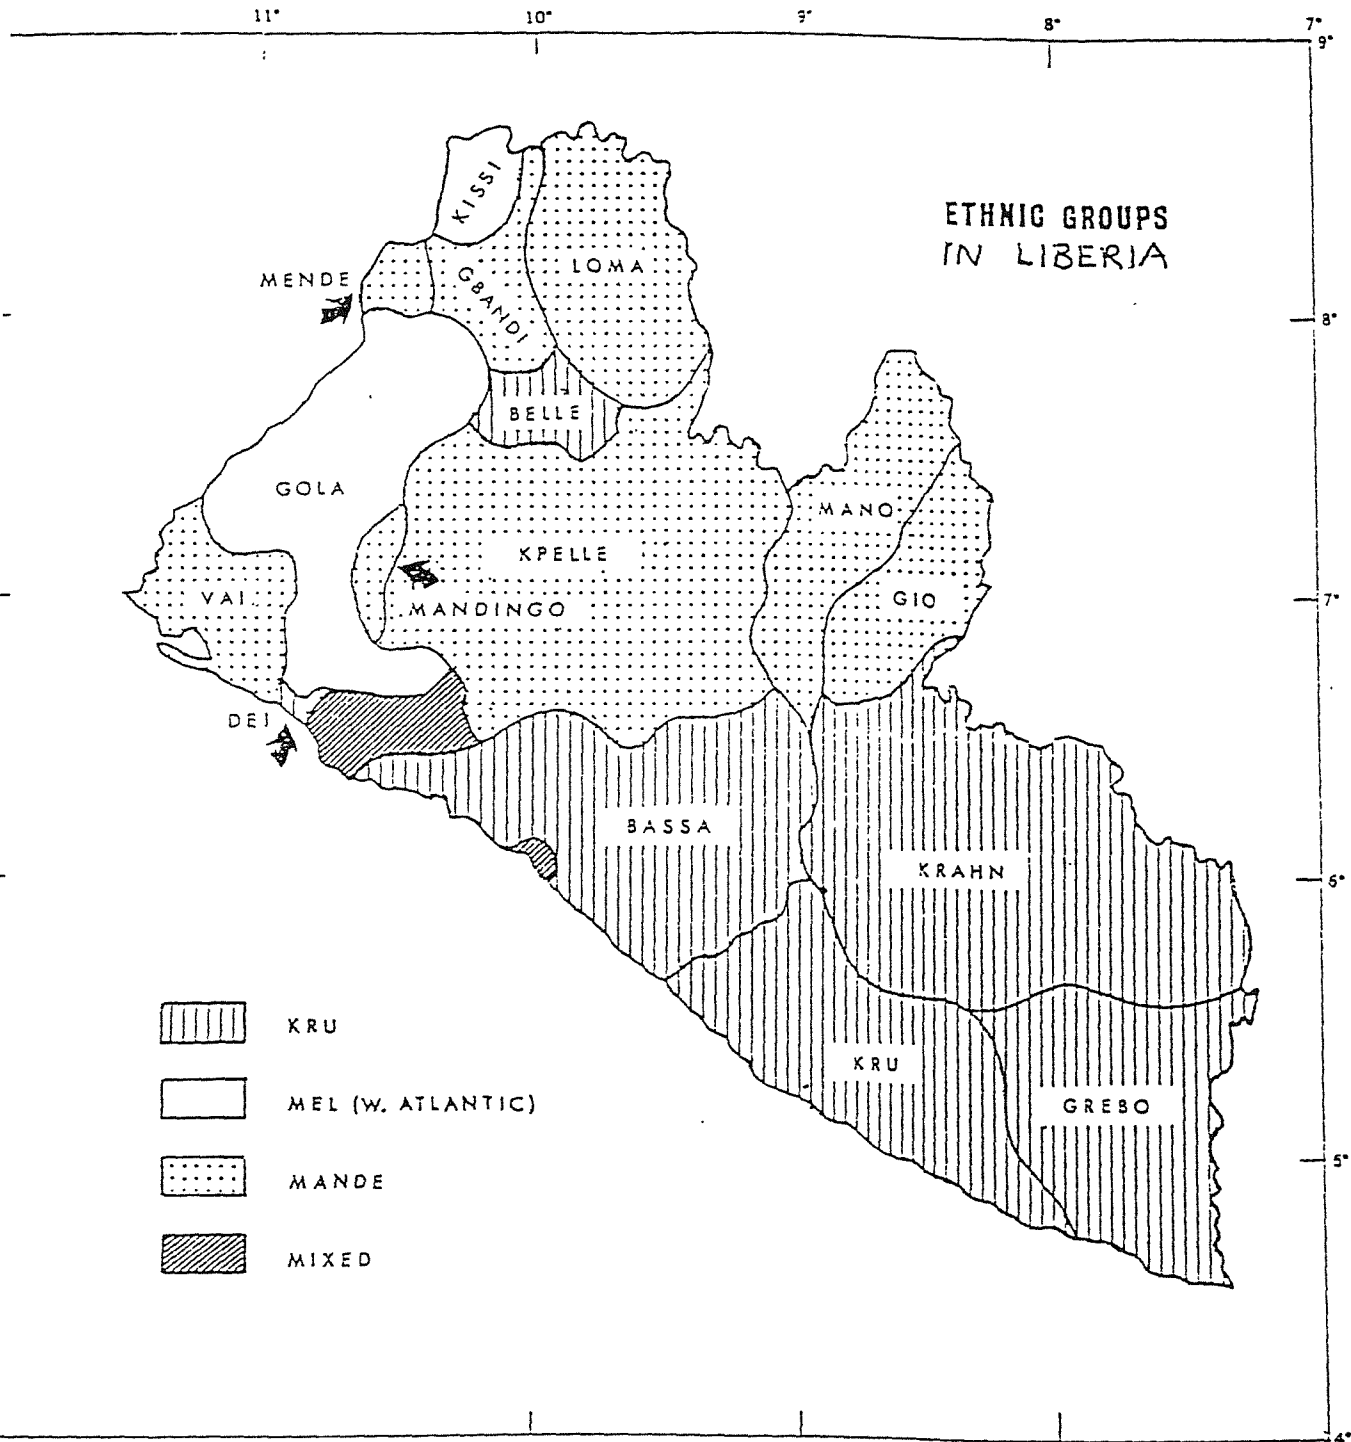 11° 10° 9° 8° 7°
9°
ETHNIC GROUPS
IN LIBERIA
KISSI
LOMA
MENDE
GBANDI
8°
BELLE
GOLA
MANO
KPELLE
VAI
MANDINGO
GIO
7°
DEI
BASSA
KRAHN
6°
KRU
MEL (W. ATLANTIC)
MANDE
MIXED
KRU
GREBO
5°
4°